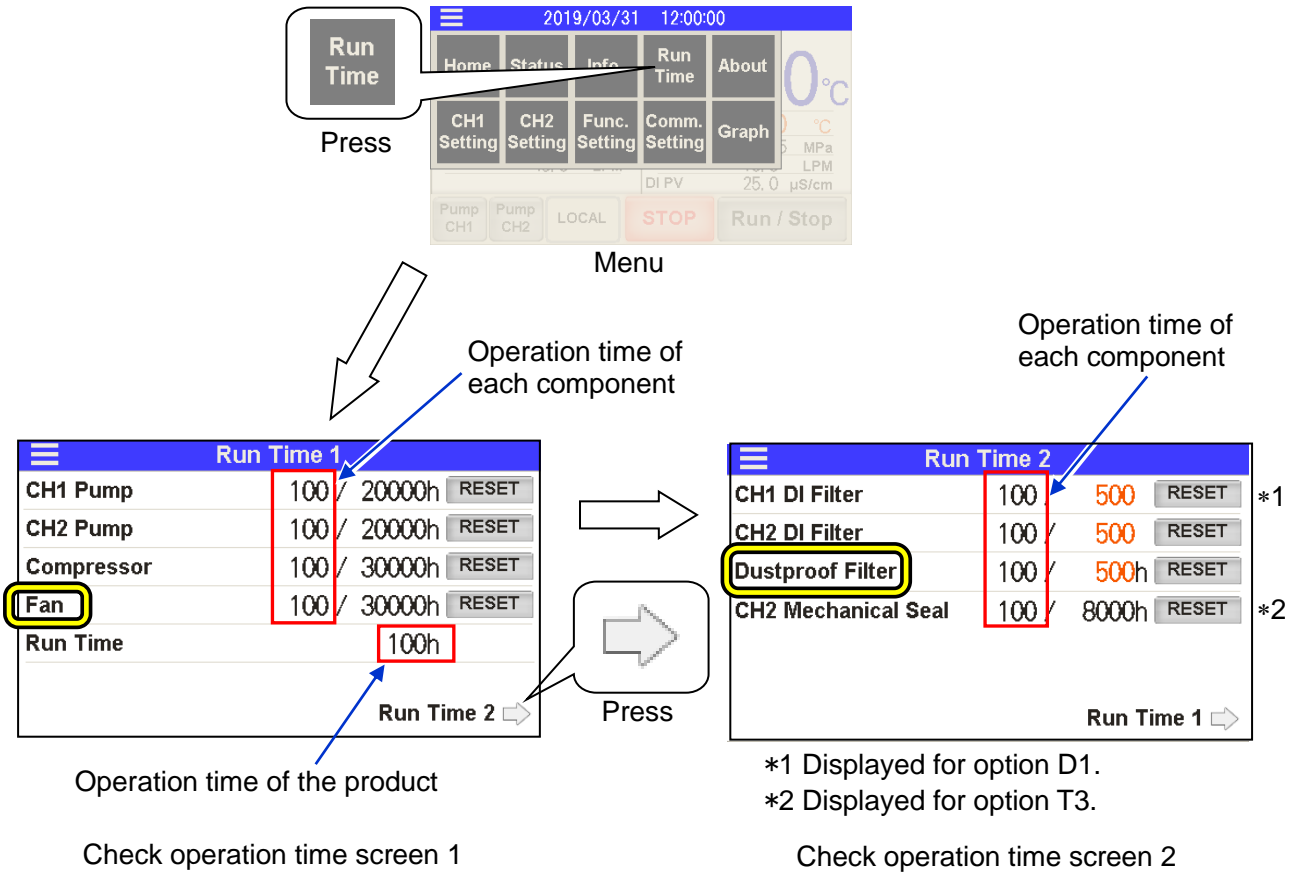 Run
Time
Press
2019/03/31 12:00:00
Home Status Info. Run Time About
CH1 Setting CH2 Setting Func. Setting Comm. Setting Graph
0 °C
°C
5 MPa
LPM
DI PV 25.0 µS/cm
Pump CH1 Pump CH2 LOCAL STOP Run / Stop
Menu
Operation time of
each component
Operation time of
each component
Run Time 1
CH1 Pump 100 / 20000h RESET
CH2 Pump 100 / 20000h RESET
Compressor 100 / 30000h RESET
Fan 100 / 30000h RESET
Run Time 100h
Run Time 2
Press
Operation time of the product
Check operation time screen 1
Run Time 2
CH1 DI Filter 100 / 500 RESET *1
CH2 DI Filter 100 / 500 RESET
Dustproof Filter 100 / 500h RESET
CH2 Mechanical Seal 100 / 8000h RESET *2
Run Time 1
*1 Displayed for option D1.
*2 Displayed for option T3.
Check operation time screen 2